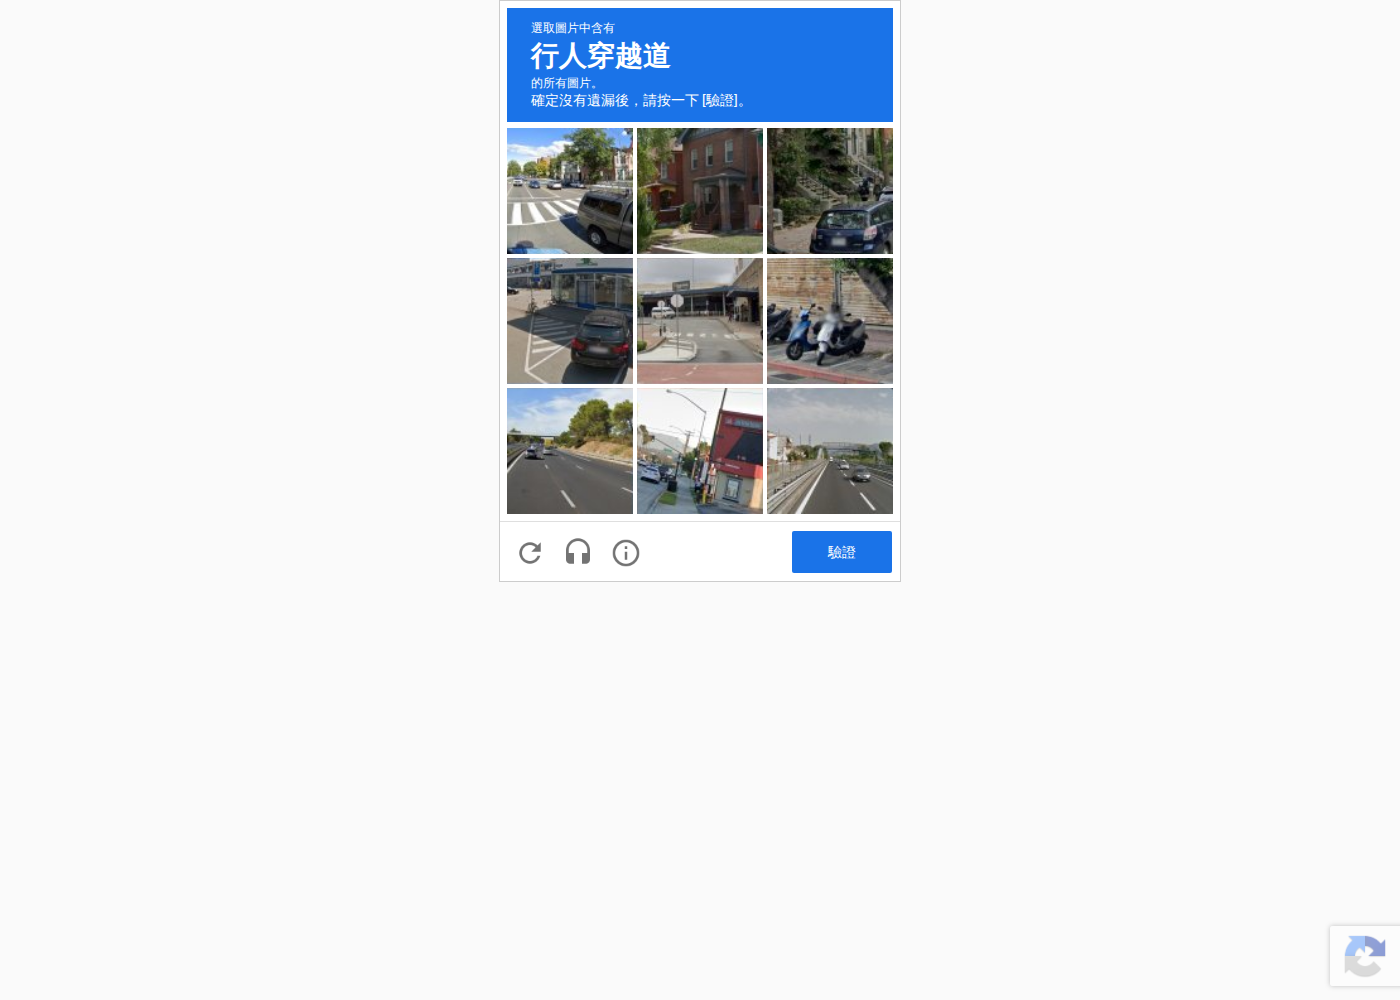 選取圖片中含有
行人穿越道
的所有圖片。
確定沒有遺漏後，請按一下 [驗證]。
驗證